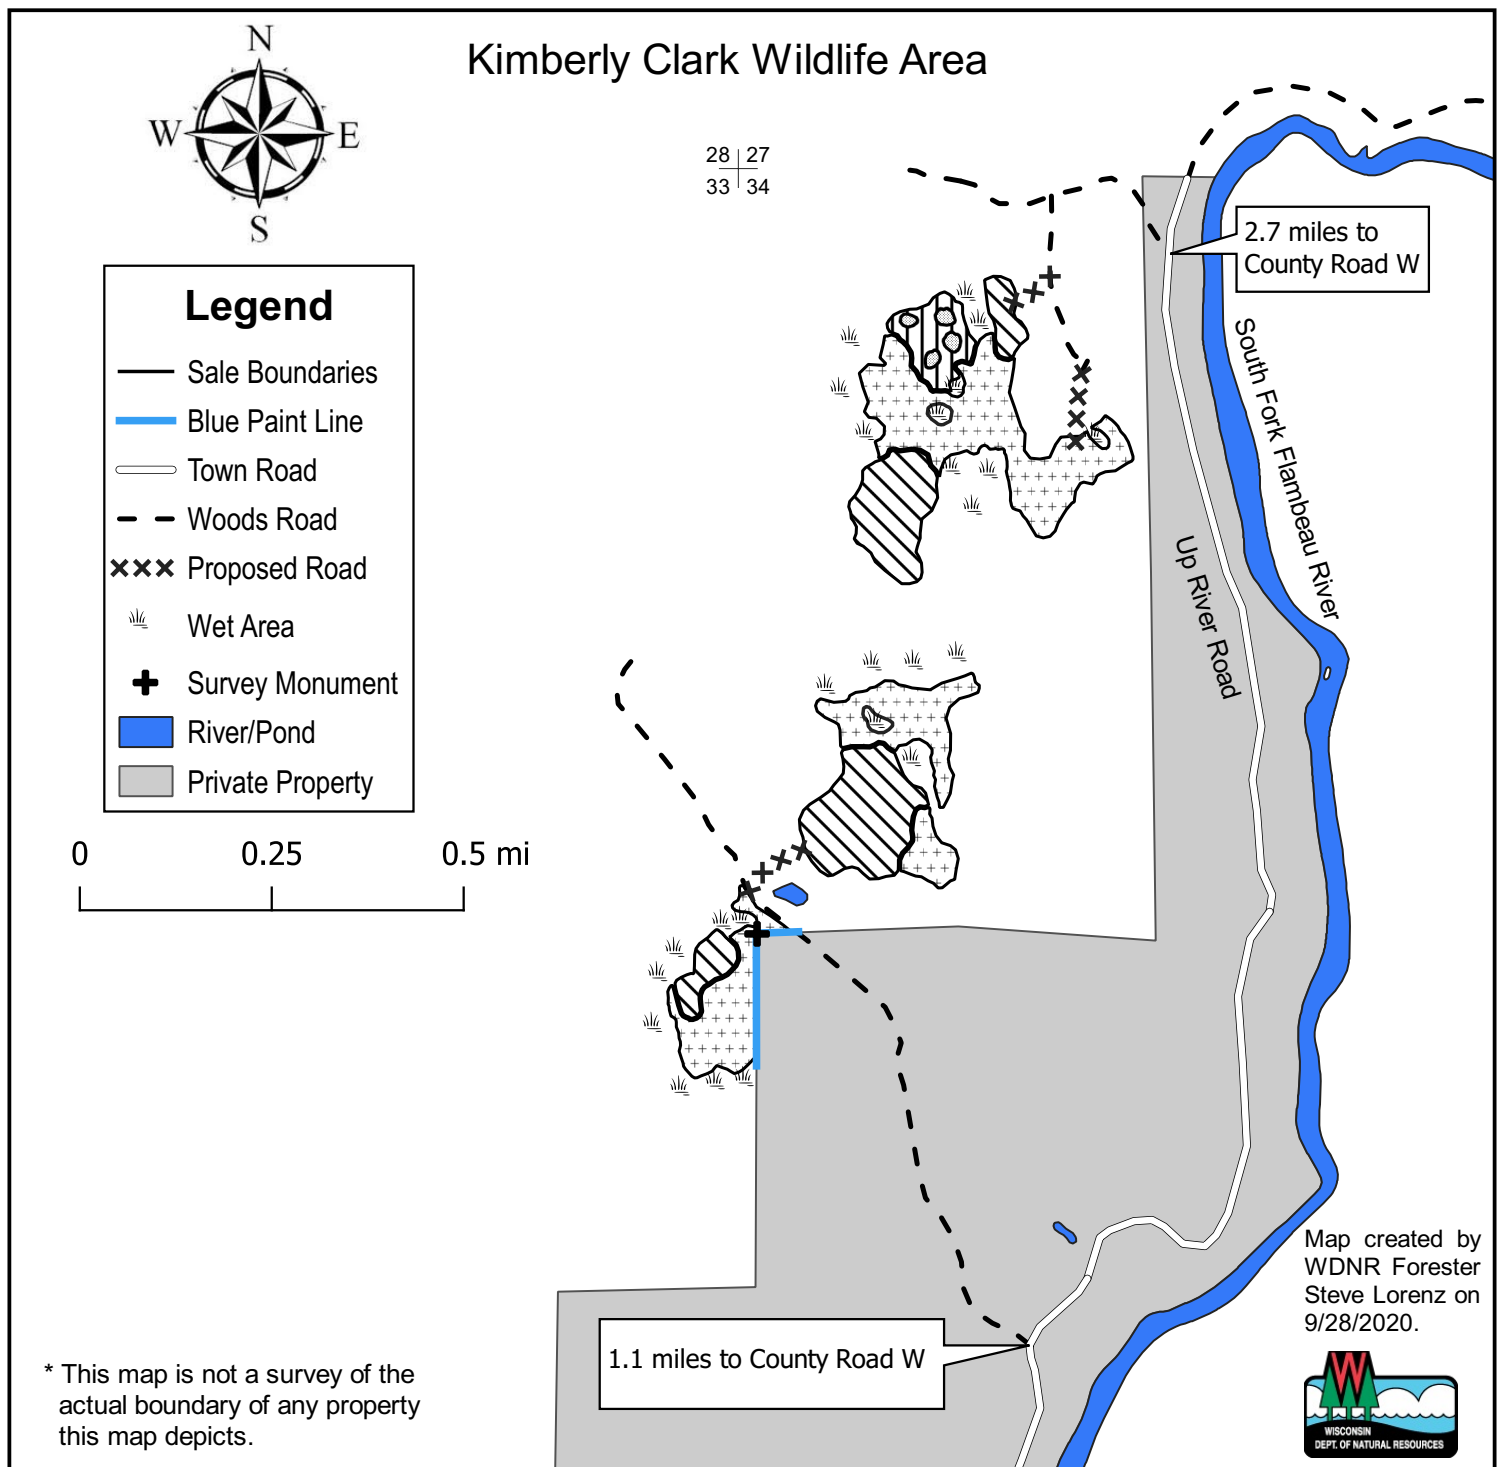 Kimberly Clark Wildlife Area
N
W
E
S
28 27
33 34
2.7 miles to
County Road W
Legend
Sale Boundaries
Blue Paint Line
Town Road
Woods Road
Proposed Road
Wet Area
Survey Monument
River/Pond
Private Property
0 0.25 0.5 mi
South Fork Flambeau River
Up River Road
1.1 miles to County Road W
Map created by
WDNR Forester
Steve Lorenz on
9/28/2020.
* This map is not a survey of the
actual boundary of any property
this map depicts.
W
WISCONSIN
DEPT. OF NATURAL RESOURCES